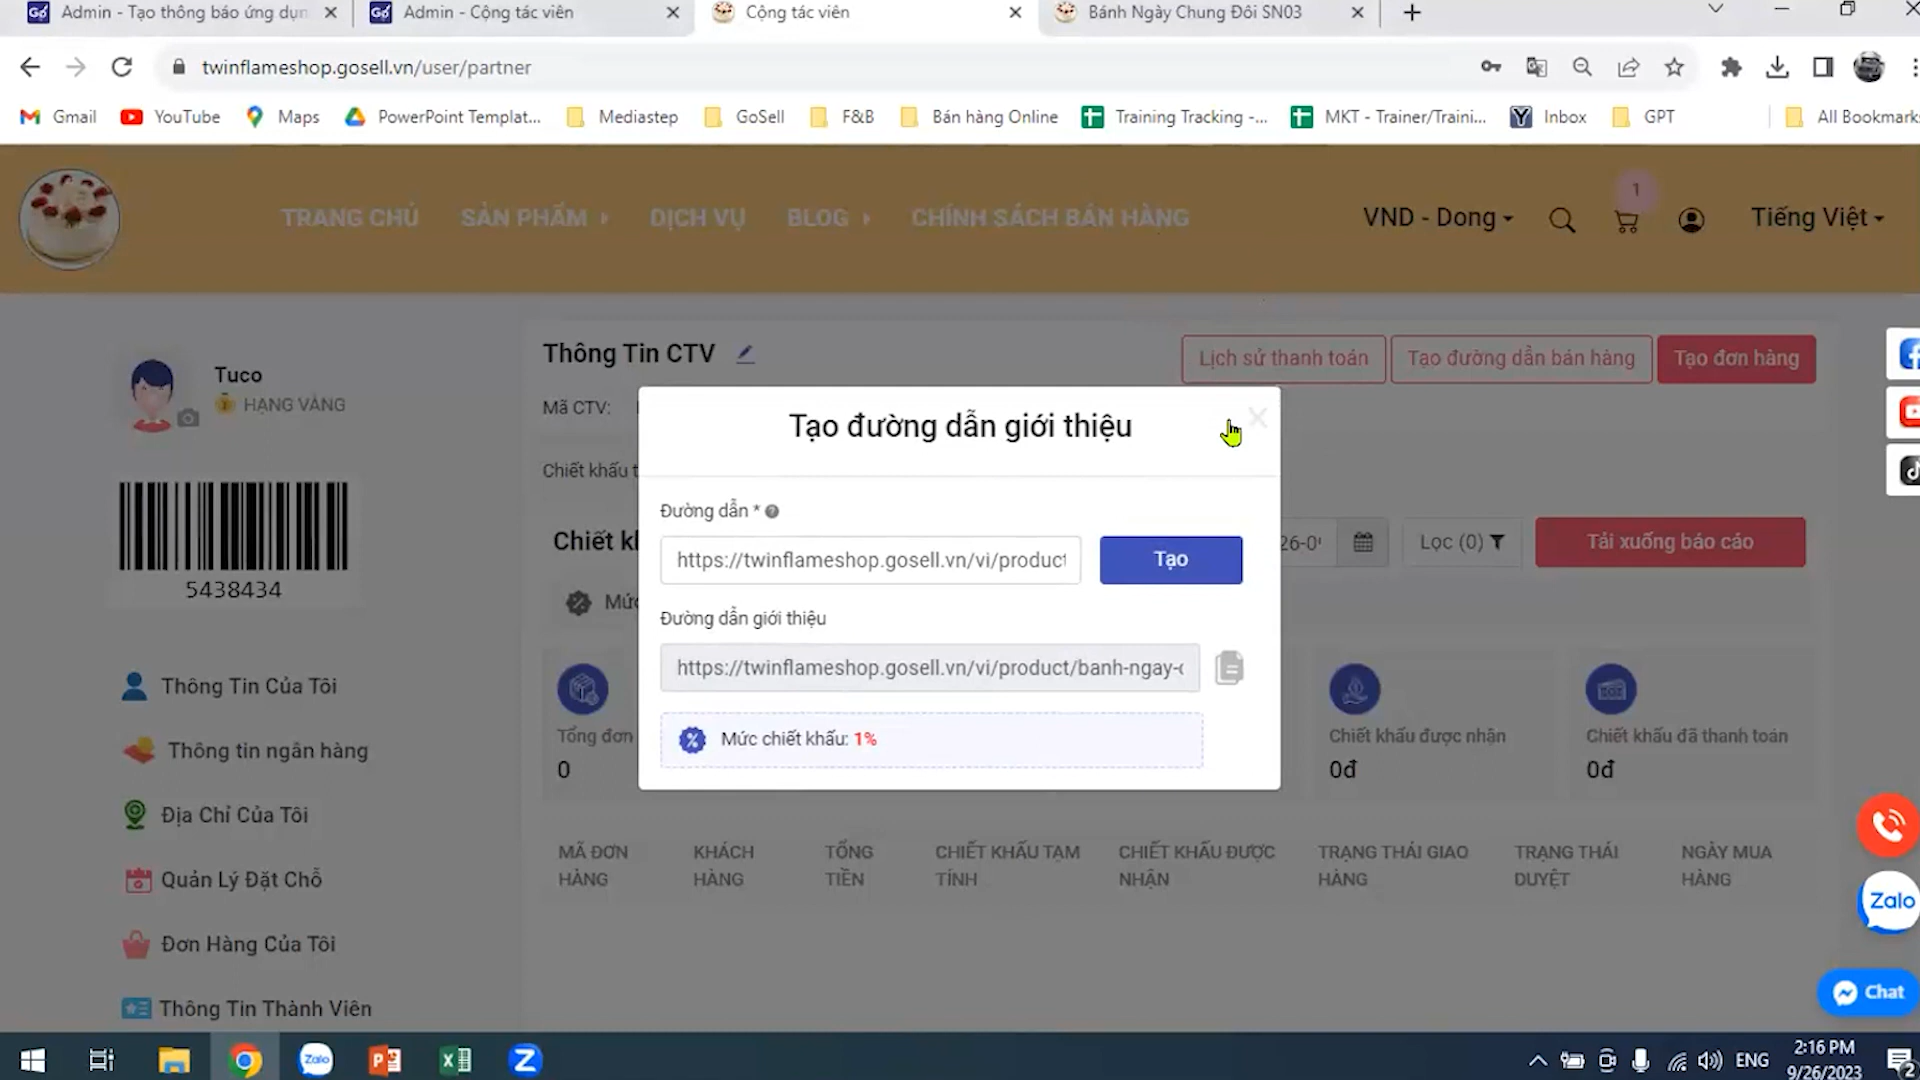 Admin - Tạo thông báo ứng dụn
Admin - Cộng tác viên
Cộng tác viên
Bánh Ngày Chung Đôi SN03
twinflameshop.gosell.vn/user/partner
Gmail
YouTube
Maps
PowerPoint Templat...
Mediastep
GoSell
F&B
Bán hàng Online
Training Tracking -...
MKT - Trainer/Traini...
Inbox
GPT
All Bookmarks
TRANG CHỦ
SẢN PHẨM
DỊCH VỤ
BLOG
CHÍNH SÁCH BÁN HÀNG
VND - Dong
1
Tiếng Việt
Tuco
HẠNG VÀNG
5438434
Thông Tin Của Tôi
Thông tin ngân hàng
Địa Chỉ Của Tôi
Quản Lý Đặt Chỗ
Đơn Hàng Của Tôi
Thông Tin Thành Viên
Thông Tin CTV
Lịch sử thanh toán
Tạo đường dẫn bán hàng
Tạo đơn hàng
Mã CTV:
Chiết khấu t
Chiết kl
26-0
Lọc (0)
Tải xuống báo cáo
Mức
Tạo đường dẫn giới thiệu
Đường dẫn *
https://twinflameshop.gosell.vn/vi/product
Tạo
Đường dẫn giới thiệu
https://twinflameshop.gosell.vn/vi/product/banh-ngay-c
Mức chiết khấu: 1%
Tổng đơn
0
Chiết khấu được nhận
0đ
Chiết khấu đã thanh toán
0đ
MÃ ĐƠN HÀNG
KHÁCH HÀNG
TỔNG TIỀN
CHIẾT KHẤU TẠM TÍNH
CHIẾT KHẤU ĐƯỢC NHẬN
TRẠNG THÁI GIAO HÀNG
TRẠNG THÁI DUYỆT
NGÀY MUA HÀNG
Zalo
Chat
Zalo
ENG
2:16 PM
9/26/2023
2